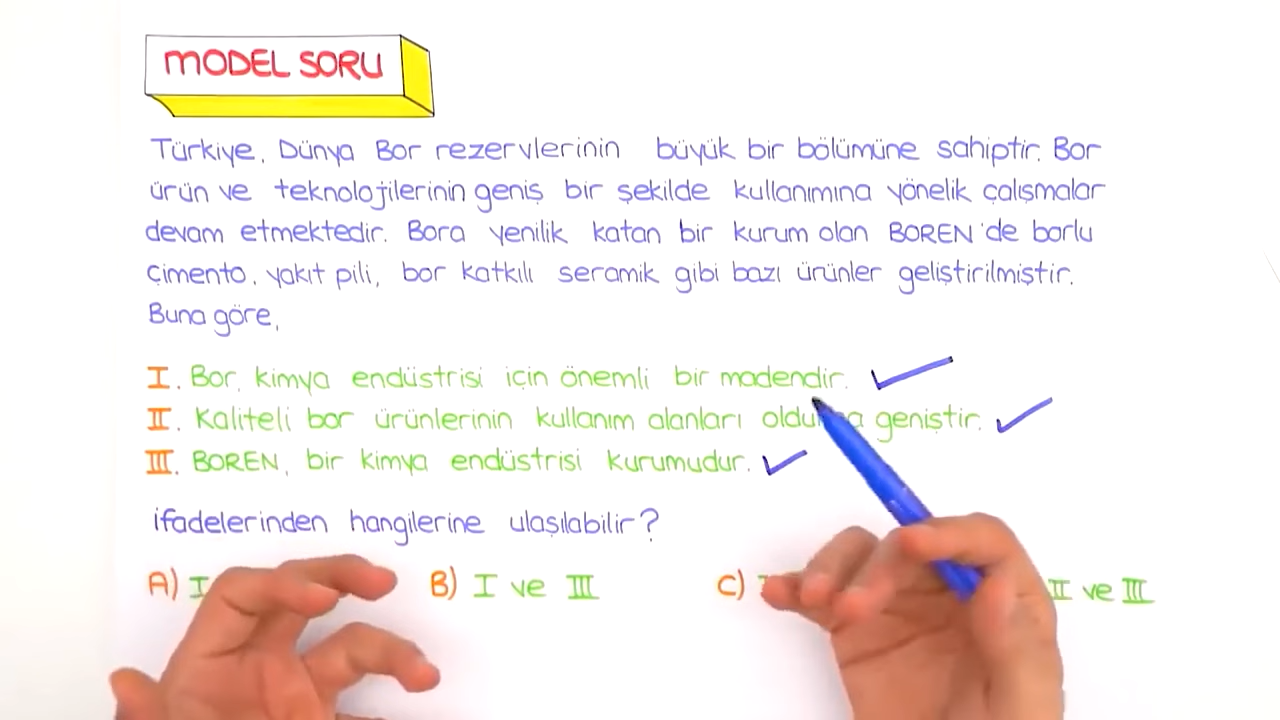 MODEL SORU
Türkiye, Dünya Bor rezervlerinin büyük bir bölümüne sahiptir. Bor
ürün ve teknolojilerinin geniş bir şekilde kullanımına yönelik çalışmalar
devam etmektedir. Bora yenilik katan bir kurum olan BOREN'de borlu
çimento, yakıt pili, bor katkılı seramik gibi bazı ürünler geliştirilmiştir.
Buna göre,
I. Bor, kimya endüstrisi için önemli bir madendir.
II. Kaliteli bor ürünlerinin kullanım alanları geniştir.
III. BOREN, bir kimya endüstrisi kurumudur.
ifadelerinden hangilerine ulaşılabilir?
A) I B) I ve III C) II ve III